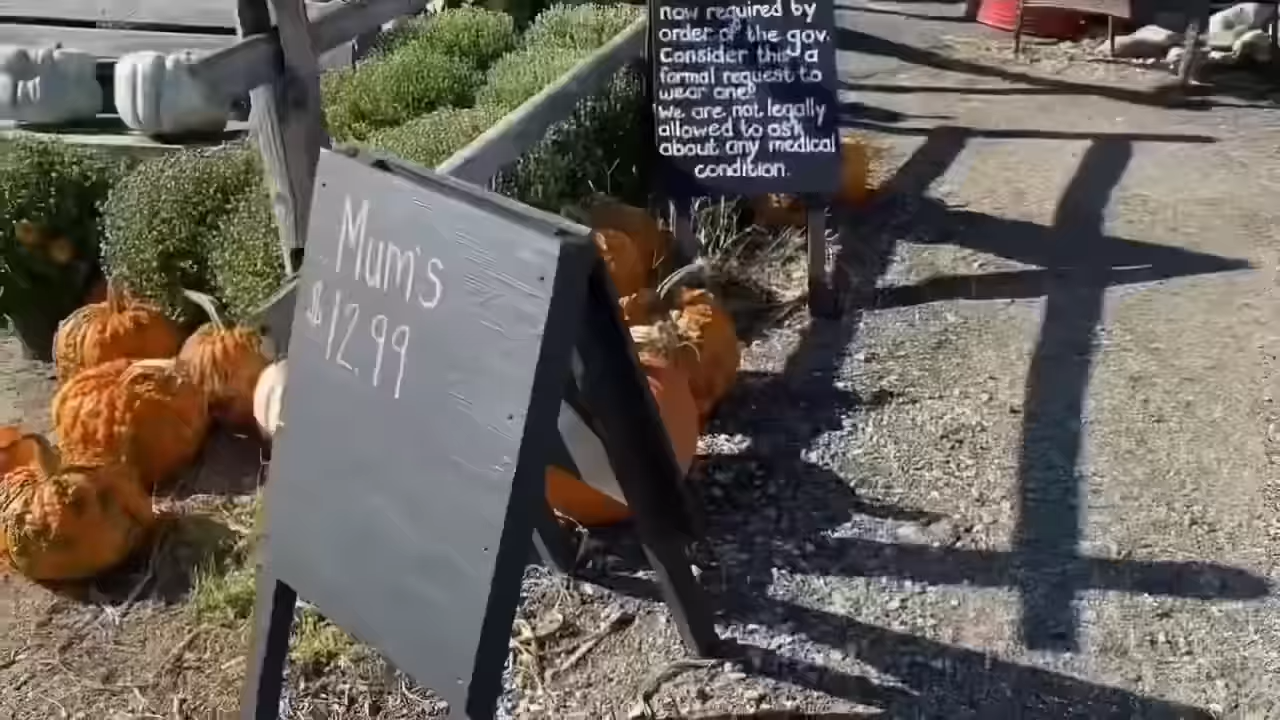 now required by
order of the gov.
Consider this a
formal request to
wear one!
We are not legally
allowed to ask
about any medical
condition.
Mum's
$12.99